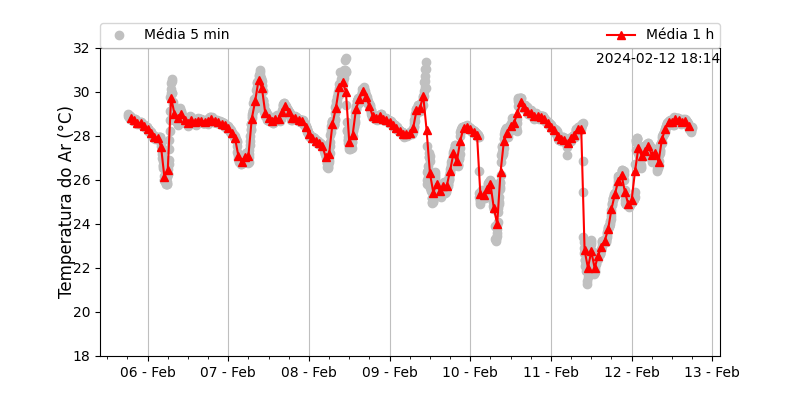 Média 5 min
Média 1 h
2024-02-12 18:14
Temperatura do Ar (°C)
32
30
28
26
24
22
20
18
06 - Feb
07 - Feb
08 - Feb
09 - Feb
10 - Feb
11 - Feb
12 - Feb
13 - Feb